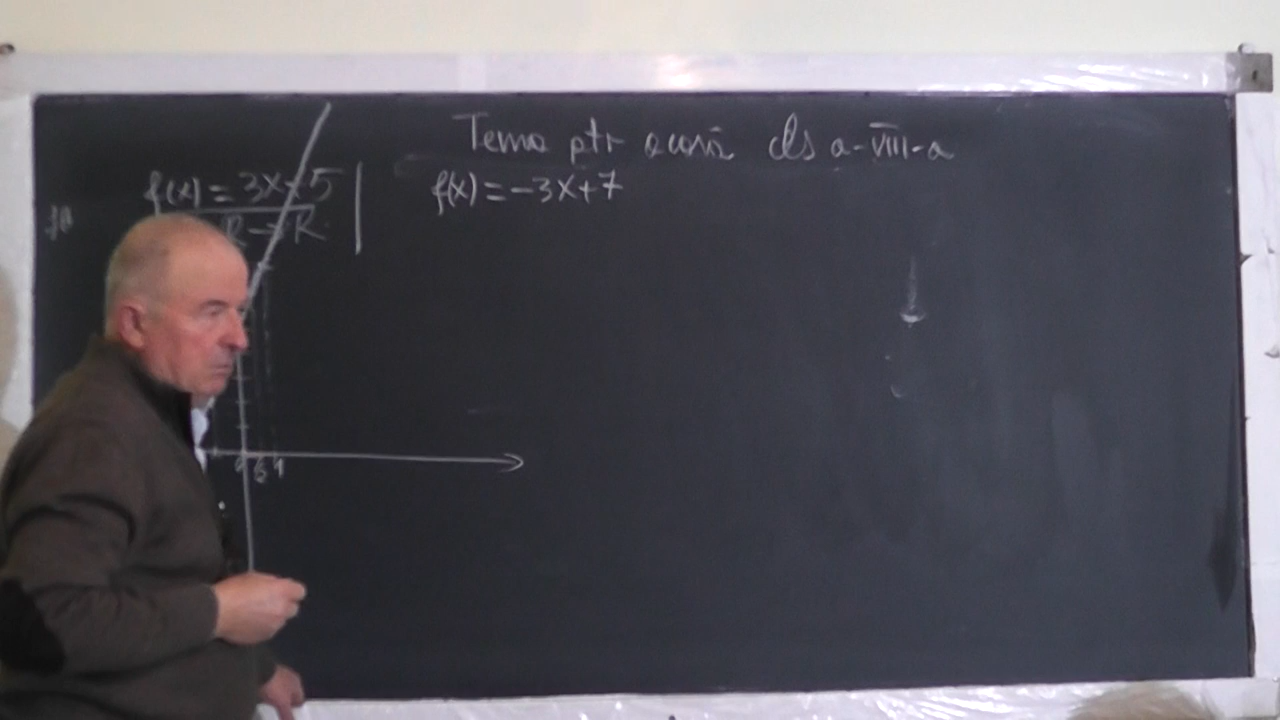 Tema ptr acasă cls a-VIII-a
f(x) = 3x+5
R → R
f(x) = -3x+7